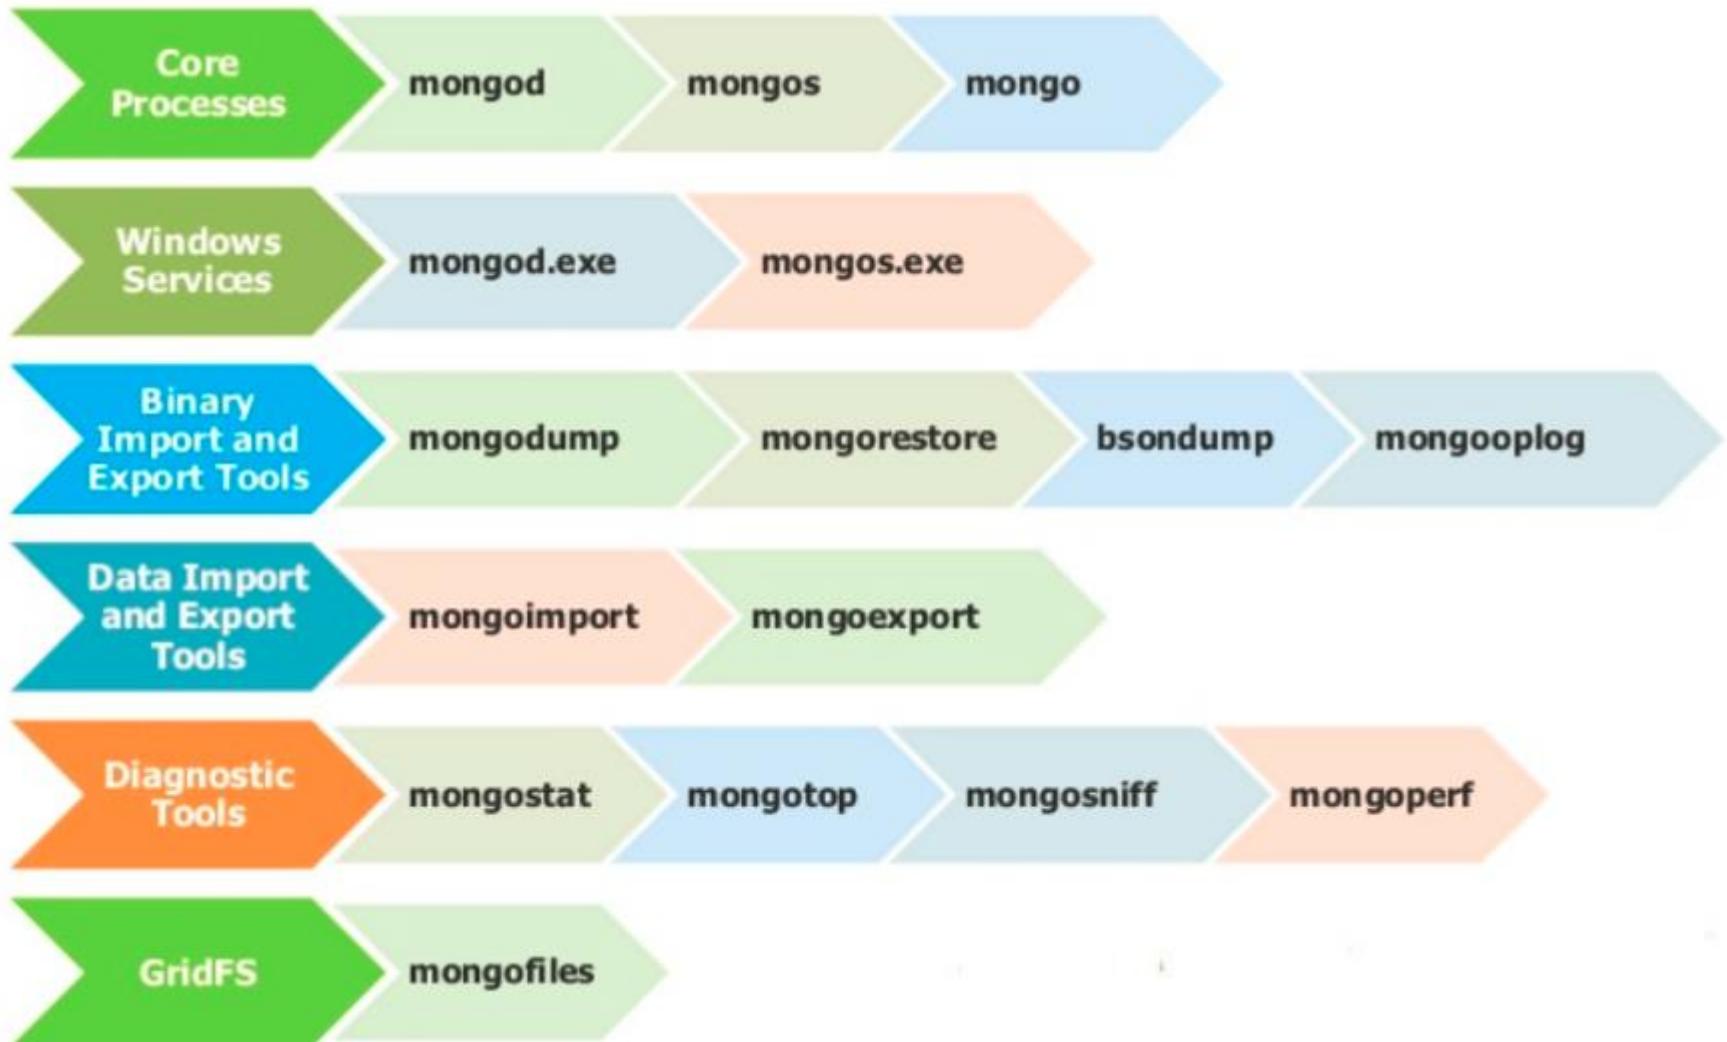 Core
Processes
mongod
mongos
mongo
Windows
Services
mongod.exe
mongos.exe
Binary
Import and
Export Tools
mongodump
mongorestore
bsondump
mongooplog
Data Import
and Export
Tools
mongoimport
mongoexport
Diagnostic
Tools
mongostat
mongotop
mongosniff
mongoperf
GridFS
mongofiles